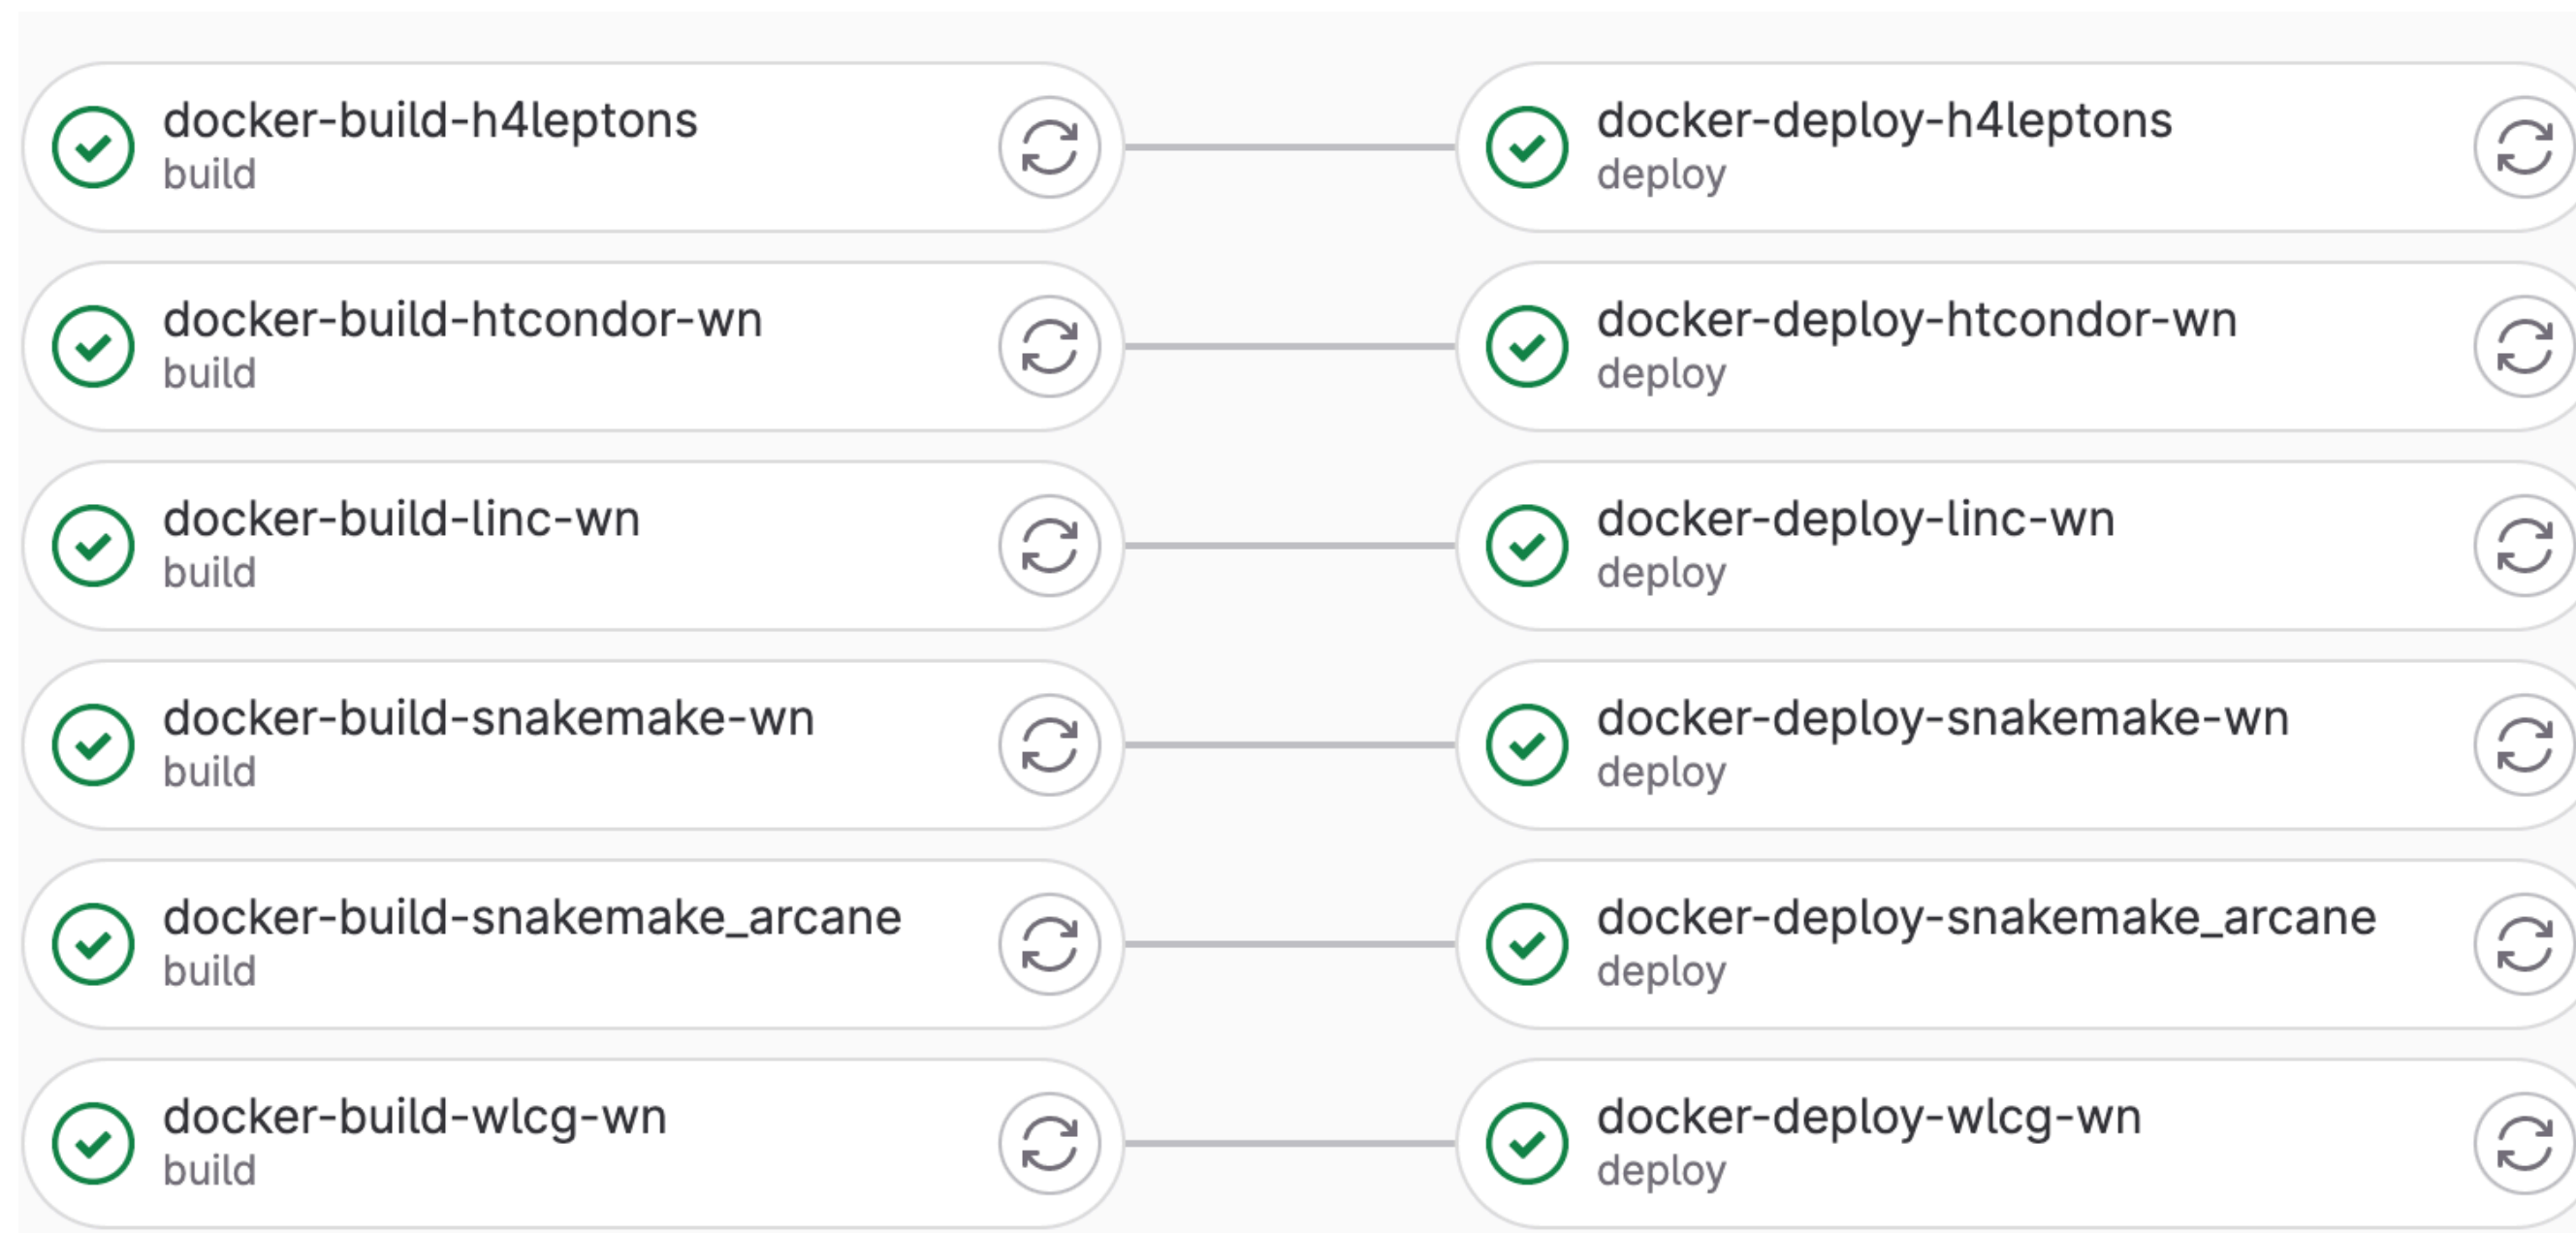 docker-build-h4leptons
build
docker-deploy-h4leptons
deploy
docker-build-htcondor-wn
build
docker-deploy-htcondor-wn
deploy
docker-build-linc-wn
build
docker-deploy-linc-wn
deploy
docker-build-snakemake-wn
build
docker-deploy-snakemake-wn
deploy
docker-build-snakemake_arcane
build
docker-deploy-snakemake_arcane
deploy
docker-build-wlcg-wn
build
docker-deploy-wlcg-wn
deploy